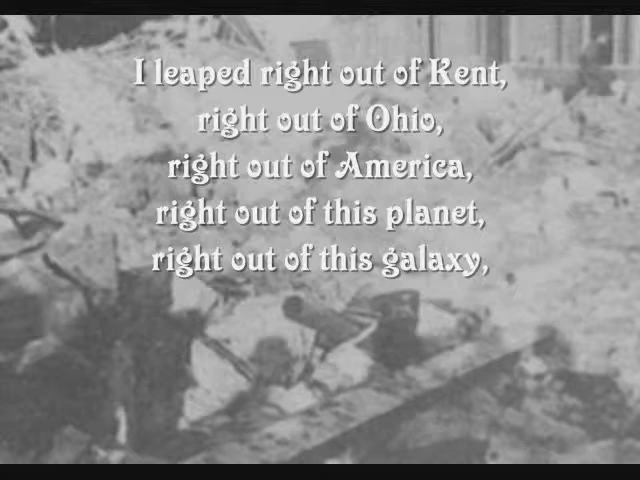 I leaped right out of Kent,
right out of Ohio,
right out of America,
right out of this planet,
right out of this galaxy,